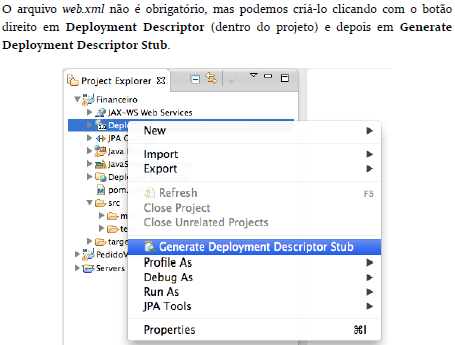 O arquivo web.xml não é obrigatório, mas podemos criá-lo clicando com o botão
direito em Deployment Descriptor (dentro do projeto) e depois em Generate
Deployment Descriptor Stub.
Project Explorer
Financeiro
JAX-WS Web Services
Deplo
JPA C
Java
JavaS
Deplo
pom.
src
m
te
targe
PedidoV
Servers
New
Import
Export
Refresh F5
Close Project
Close Unrelated Projects
Generate Deployment Descriptor Stub
Profile As
Debug As
Run As
JPA Tools
Properties ⌘I